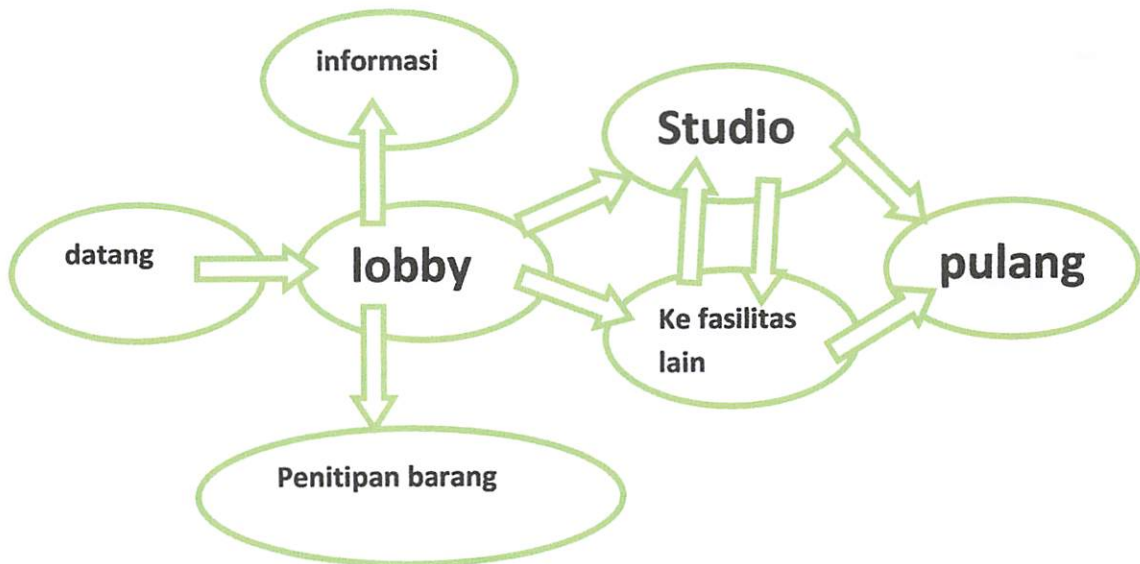 informasi
Studio
datang
lobby
pulang
Ke fasilitas
lain
Penitipan barang